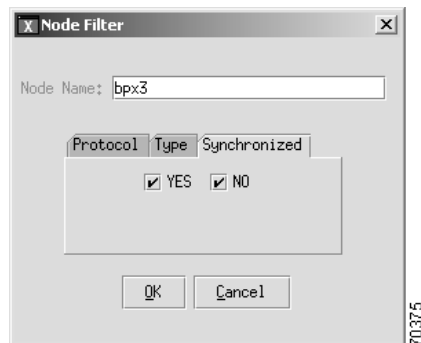 X Node Filter
Node Name: bpx3
Protocol Type Synchronized
YES NO
OK Cancel
70375